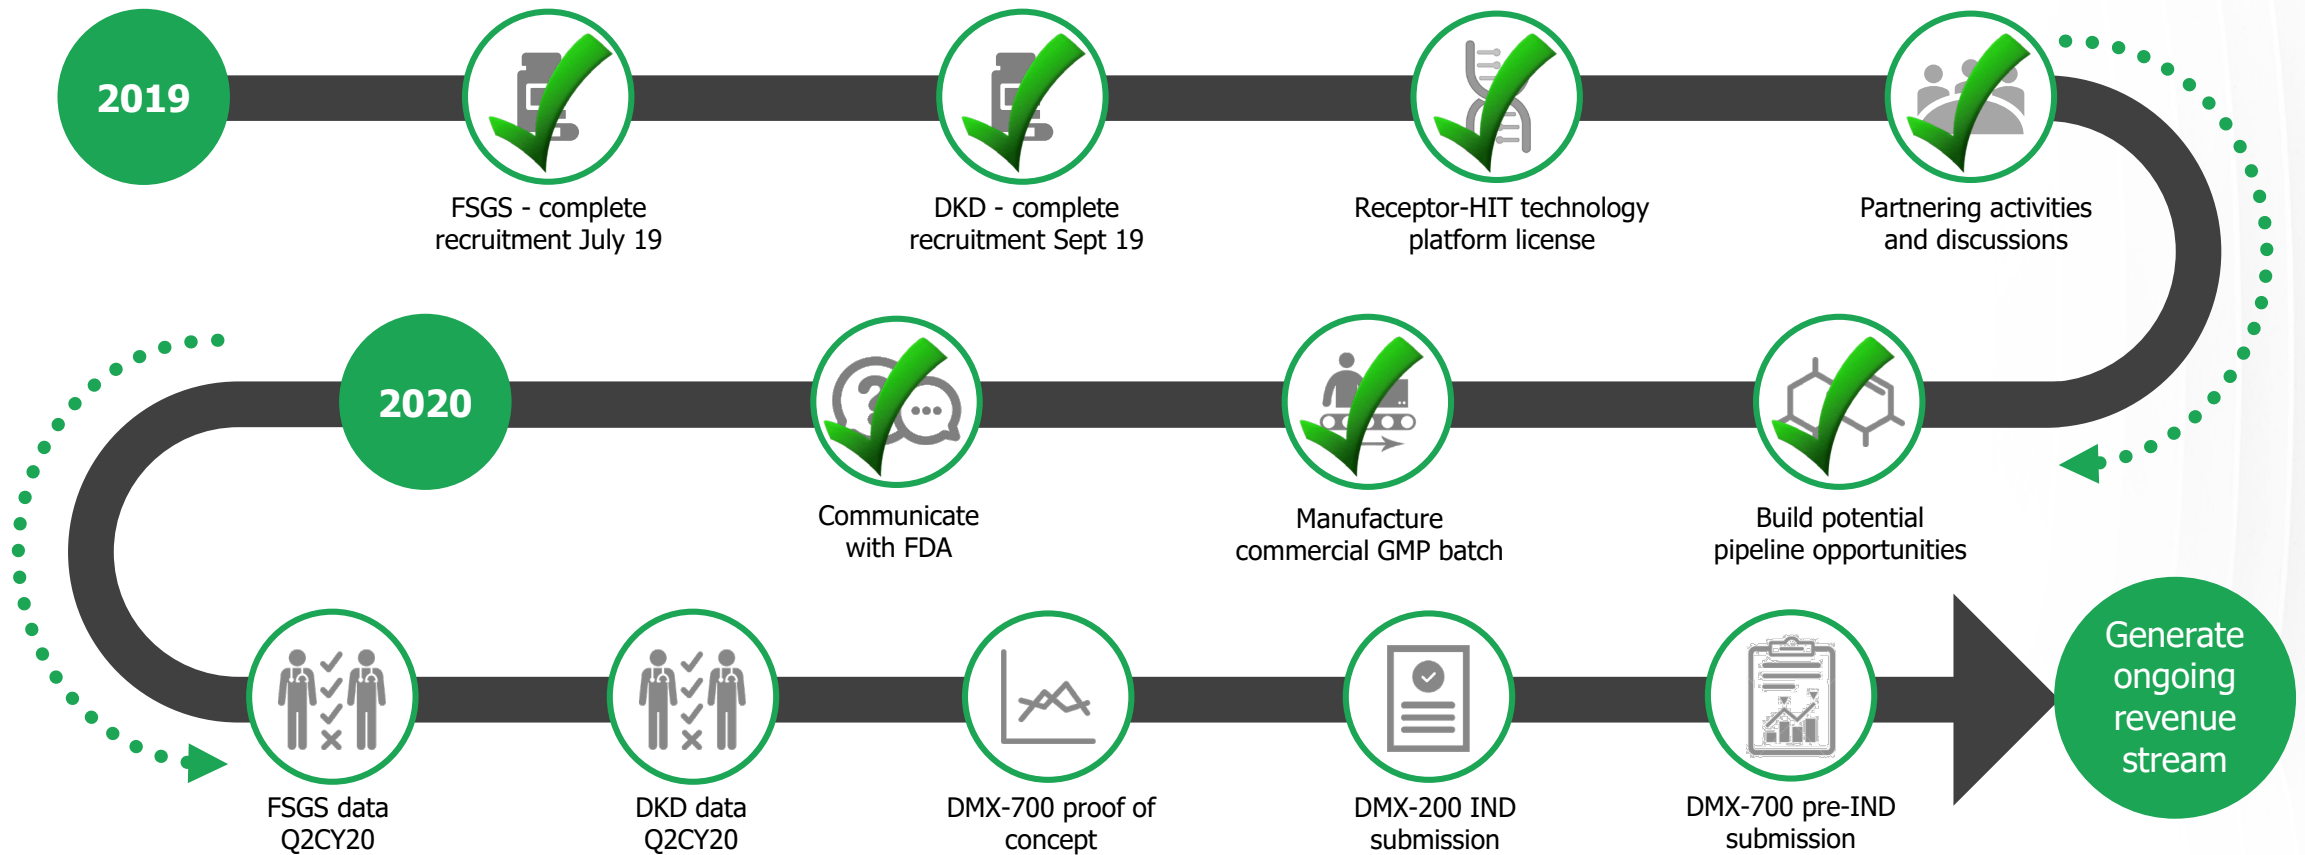 2019
FSGS - complete
recruitment July 19
DKD - complete
recruitment Sept 19
Receptor-HIT technology
platform license
Partnering activities
and discussions
2020
Communicate
with FDA
Manufacture
commercial GMP batch
Build potential
pipeline opportunities
FSGS data
Q2CY20
DKD data
Q2CY20
DMX-700 proof of
concept
DMX-200 IND
submission
DMX-700 pre-IND
submission
Generate
ongoing
revenue
stream